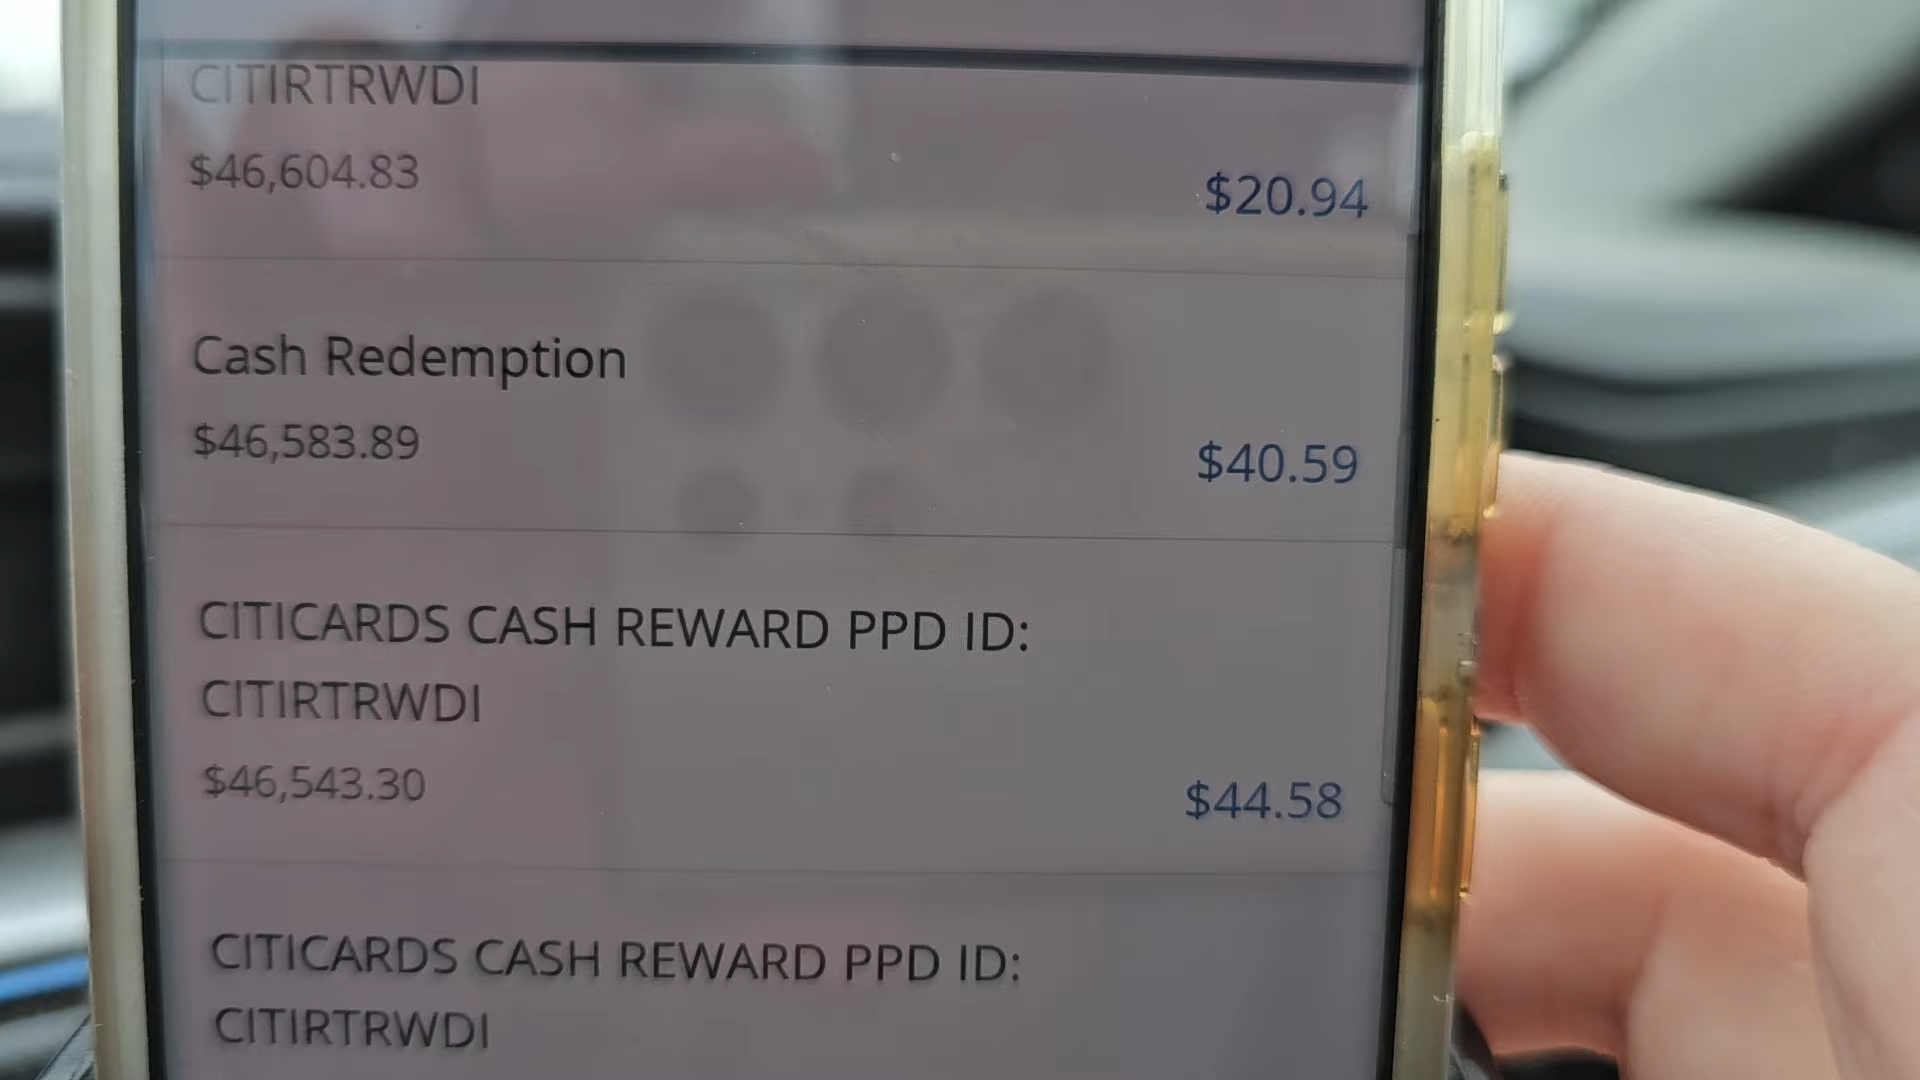 CITIRTRWDI
$46,604.83
$20.94
Cash Redemption
$46,583.89
$40.59
CITICARDS CASH REWARD PPD ID:
CITIRTRWDI
$46,543.30
$44.58
CITICARDS CASH REWARD PPD ID:
CITIRTRWDI